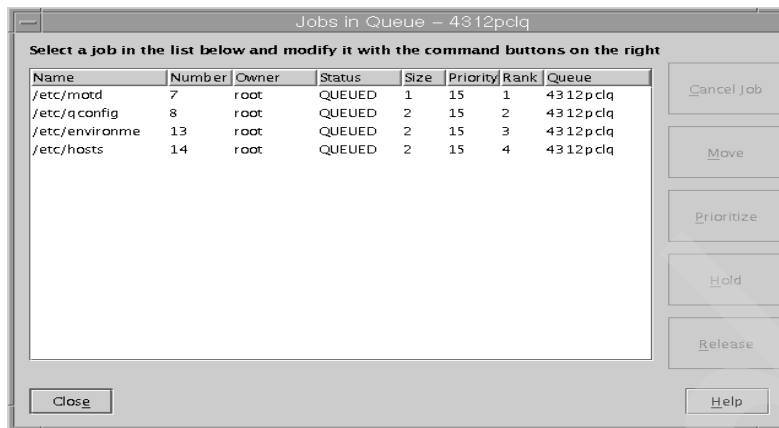 Jobs in Queue – 4312pclq
Select a job in the list below and modify it with the command buttons on the right
Name Number Owner Status Size Priority Rank Queue
/etc/motd 7 root QUEUED 1 15 1 4312pclq
/etc/qconfig 8 root QUEUED 2 15 2 4312pclq
/etc/environme 13 root QUEUED 2 15 3 4312pclq
/etc/hosts 14 root QUEUED 2 15 4 4312pclq
Cancel Job
Move
Prioritize
Hold
Release
Close
Help